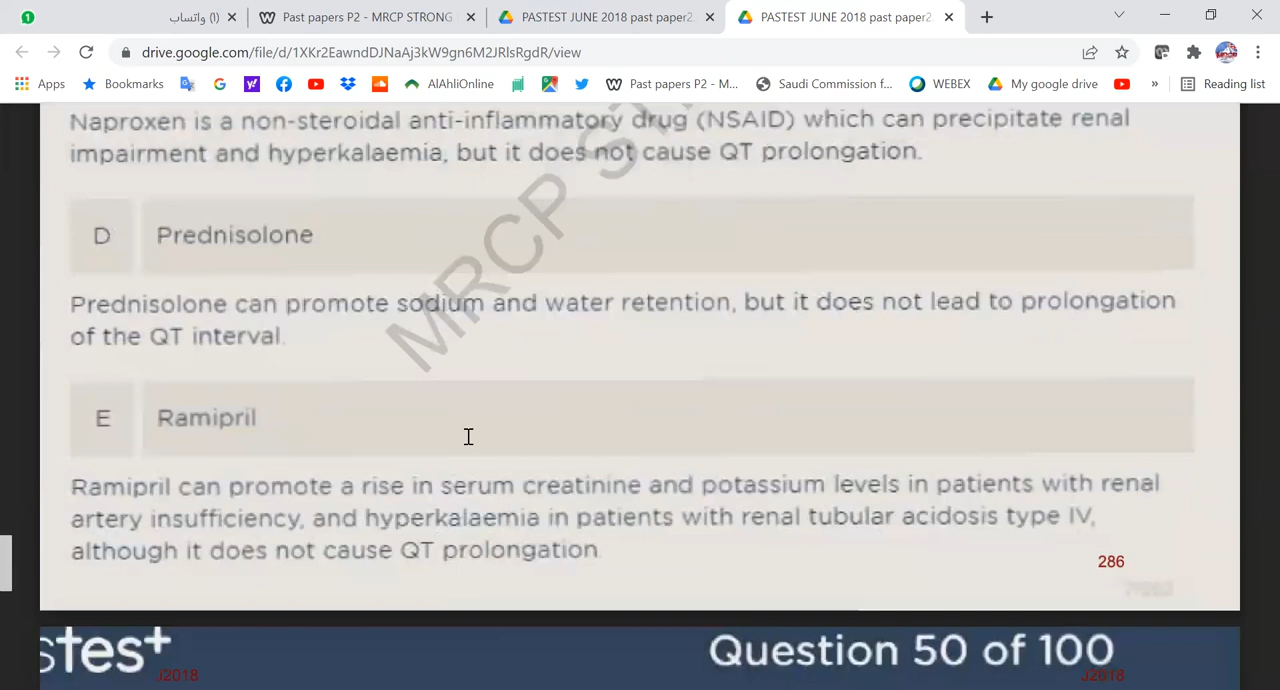 (1) واتساب
Past papers P2 - MRCP STRONG
PASTEST JUNE 2018 past paper2
PASTEST JUNE 2018 past paper2
drive.google.com/file/d/1XKr2EawndDJNaAj3kW9gn6M2JRlsRgdR/view
Apps
Bookmarks
AlAhliOnline
Past papers P2 - M...
Saudi Commission f...
WEBEX
My google drive
»
Reading list
Naproxen is a non-steroidal anti-inflammatory drug (NSAID) which can precipitate renal
impairment and hyperkalaemia, but it does not cause QT prolongation.
MRCP ST
D Prednisolone
Prednisolone can promote sodium and water retention, but it does not lead to prolongation
of the QT interval.
E Ramipril
Ramipril can promote a rise in serum creatinine and potassium levels in patients with renal
artery insufficiency, and hyperkalaemia in patients with renal tubular acidosis type IV,
although it does not cause QT prolongation
286
stest+
Question 50 of 100
J2018
J2018